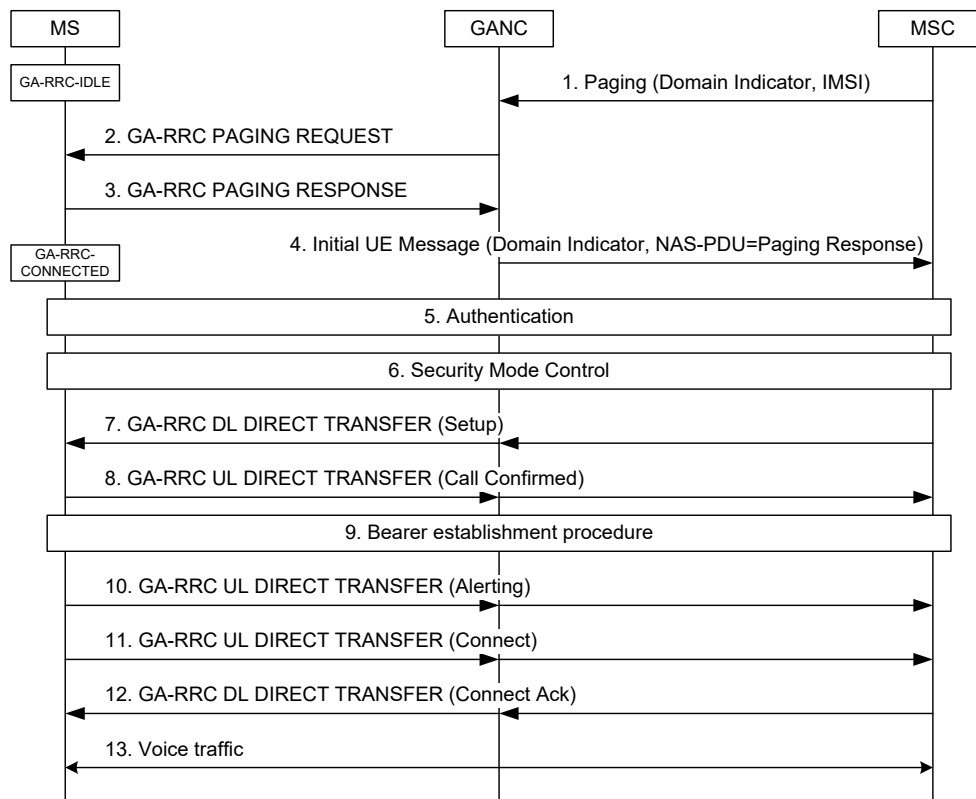 MS
GANC
MSC
GA-RRC-IDLE
1. Paging (Domain Indicator, IMSI)
2. GA-RRC PAGING REQUEST
3. GA-RRC PAGING RESPONSE
GA-RRC-
CONNECTED
4. Initial UE Message (Domain Indicator, NAS-PDU=Paging Response)
5. Authentication
6. Security Mode Control
7. GA-RRC DL DIRECT TRANSFER (Setup)
8. GA-RRC UL DIRECT TRANSFER (Call Confirmed)
9. Bearer establishment procedure
10. GA-RRC UL DIRECT TRANSFER (Alerting)
11. GA-RRC UL DIRECT TRANSFER (Connect)
12. GA-RRC DL DIRECT TRANSFER (Connect Ack)
13. Voice traffic